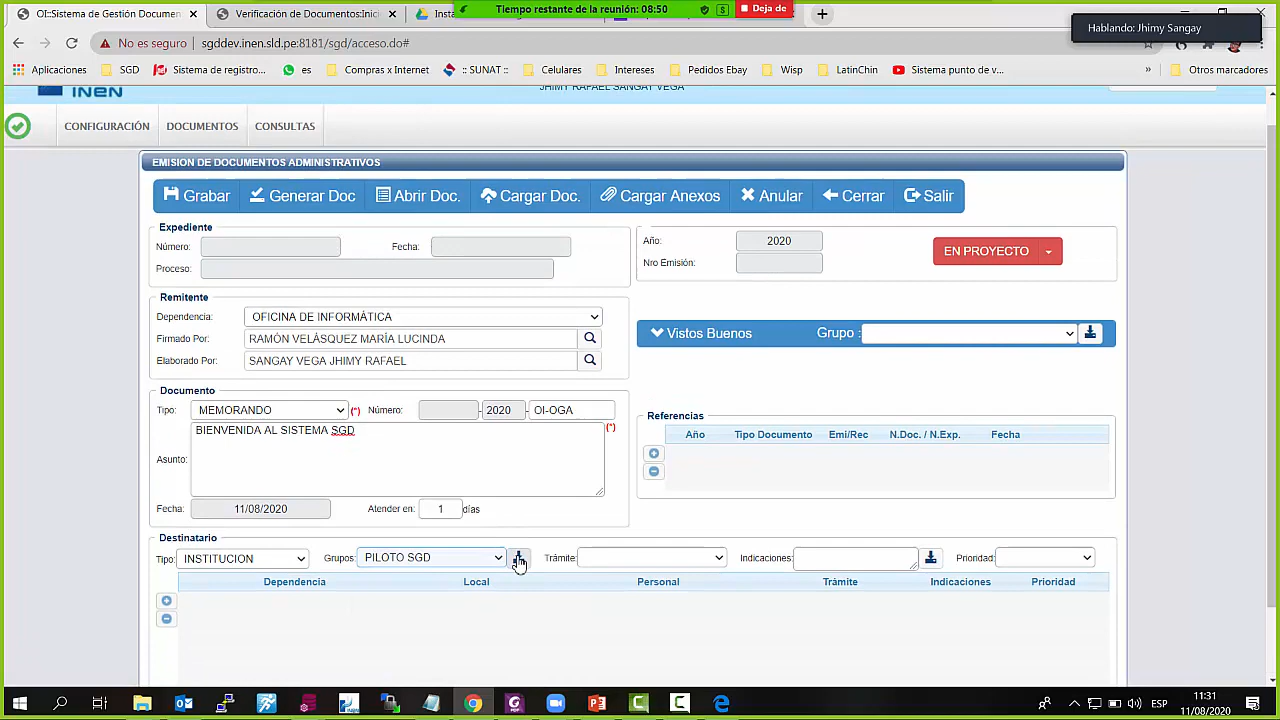 Tiempo restante de la reunión: 08:50
Deja de
OI::Sistema de Gestión Documen
Verificación de Documentos:Inici
Insta
Hablando: Jhimy Sangay
No es seguro
sgddev.inen.sld.pe:8181/sgd/acceso.do#
Aplicaciones
SGD
Sistema de registro...
es
Compras x Internet
:: SUNAT ::
Celulares
Intereses
Pedido Ebay
Wisp
LatinChin
Sistema punto de v...
»
Otros marcadores
inen
JHIMY RAFAEL SANGAY VEGA
CONFIGURACIÓN
DOCUMENTOS
CONSULTAS
EMISION DE DOCUMENTOS ADMINISTRATIVOS
Grabar
Generar Doc
Abrir Doc.
Cargar Doc.
Cargar Anexos
Anular
Cerrar
Salir
Expediente
Número:
Fecha:
Proceso:
Año:
2020
Nro Emisión:
EN PROYECTO
Remitente
Dependencia:
OFICINA DE INFORMÁTICA
Firmado Por:
RAMÓN VELÁSQUEZ MARÍA LUCINDA
Elaborado Por:
SANGAY VEGA JHIMY RAFAEL
Vistos Buenos
Grupo :
Documento
Tipo:
MEMORANDO
(*)
Número:
-
2020
-
OI-OGA
BIENVENIDA AL SISTEMA SGD
(*)
Asunto:
Fecha:
11/08/2020
Atender en:
1
días
Referencias
Año
Tipo Documento
Emi/Rec
N.Doc. / N.Exp.
Fecha
Destinatario
Tipo:
INSTITUCION
Grupos:
PILOTO SGD
Trámite:
Indicaciones:
Prioridad:
Dependencia
Local
Personal
Trámite
Indicaciones
Prioridad
ESP
11:31
11/08/2020